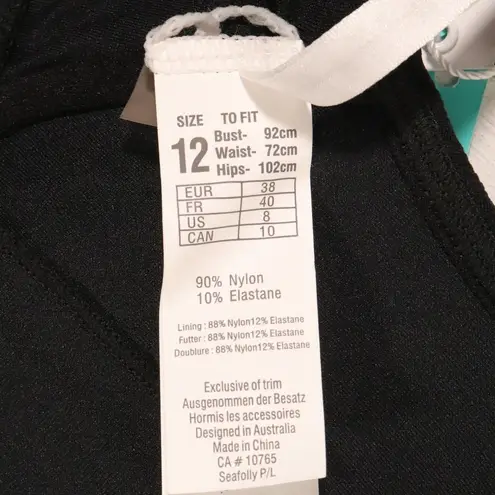 SIZE TO FIT
12 Bust- 92cm
Waist- 72cm
Hips- 102cm
EUR 38
FR 40
US 8
CAN 10
90% Nylon
10% Elastane
Lining : 88% Nylon12% Elastane
Futter : 88% Nylon12% Elastane
Doublure : 88% Nylon12% Elastane
Exclusive of trim
Ausgenommen der Besatz
Hormis les accessoires
Designed in Australia
Made in China
CA # 10765
Seafolly P/L